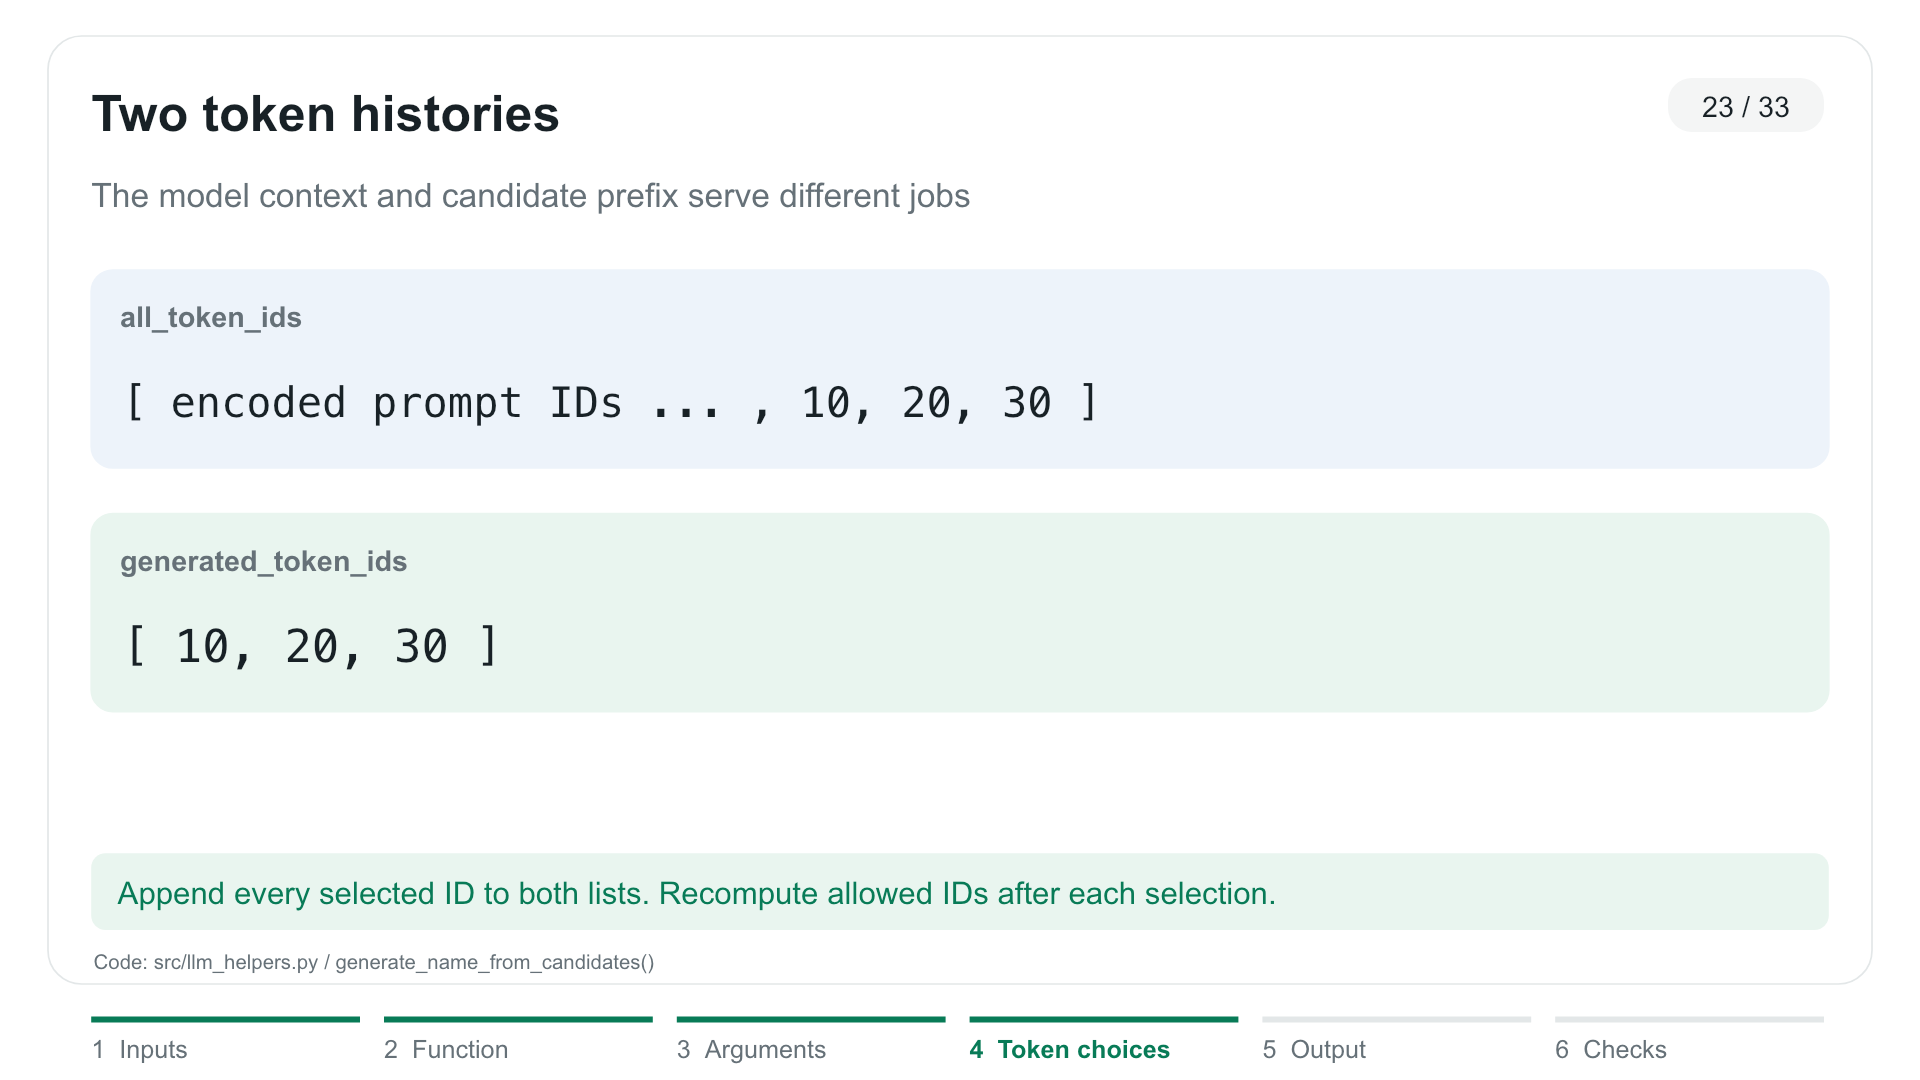 Two token histories
23 / 33
The model context and candidate prefix serve different jobs
all_token_ids
[ encoded prompt IDs ... , 10, 20, 30 ]
generated_token_ids
[ 10, 20, 30 ]
Append every selected ID to both lists. Recompute allowed IDs after each selection.
Code: src/llm_helpers.py / generate_name_from_candidates()
1 Inputs
2 Function
3 Arguments
4 Token choices
5 Output
6 Checks